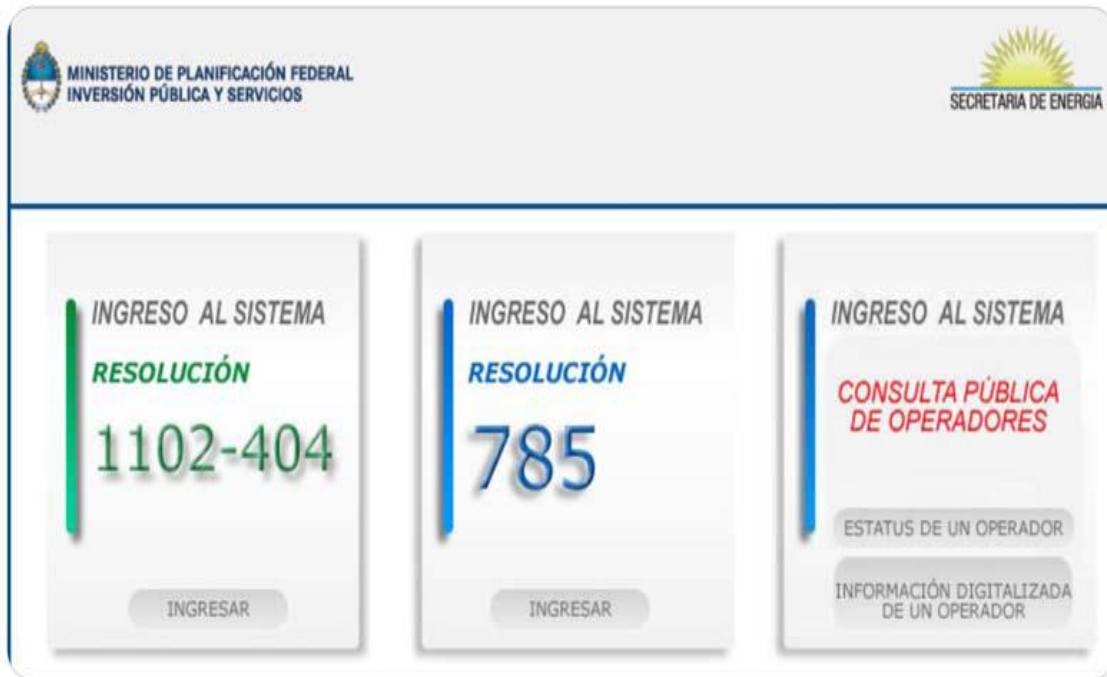 MINISTERIO DE PLANIFICACIÓN FEDERAL
INVERSIÓN PÚBLICA Y SERVICIOS
SECRETARIA DE ENERGIA
INGRESO AL SISTEMA
RESOLUCIÓN
1102-404
INGRESAR
INGRESO AL SISTEMA
RESOLUCIÓN
785
INGRESAR
INGRESO AL SISTEMA
CONSULTA PÚBLICA
DE OPERADORES
ESTATUS DE UN OPERADOR
INFORMACIÓN DIGITALIZADA
DE UN OPERADOR